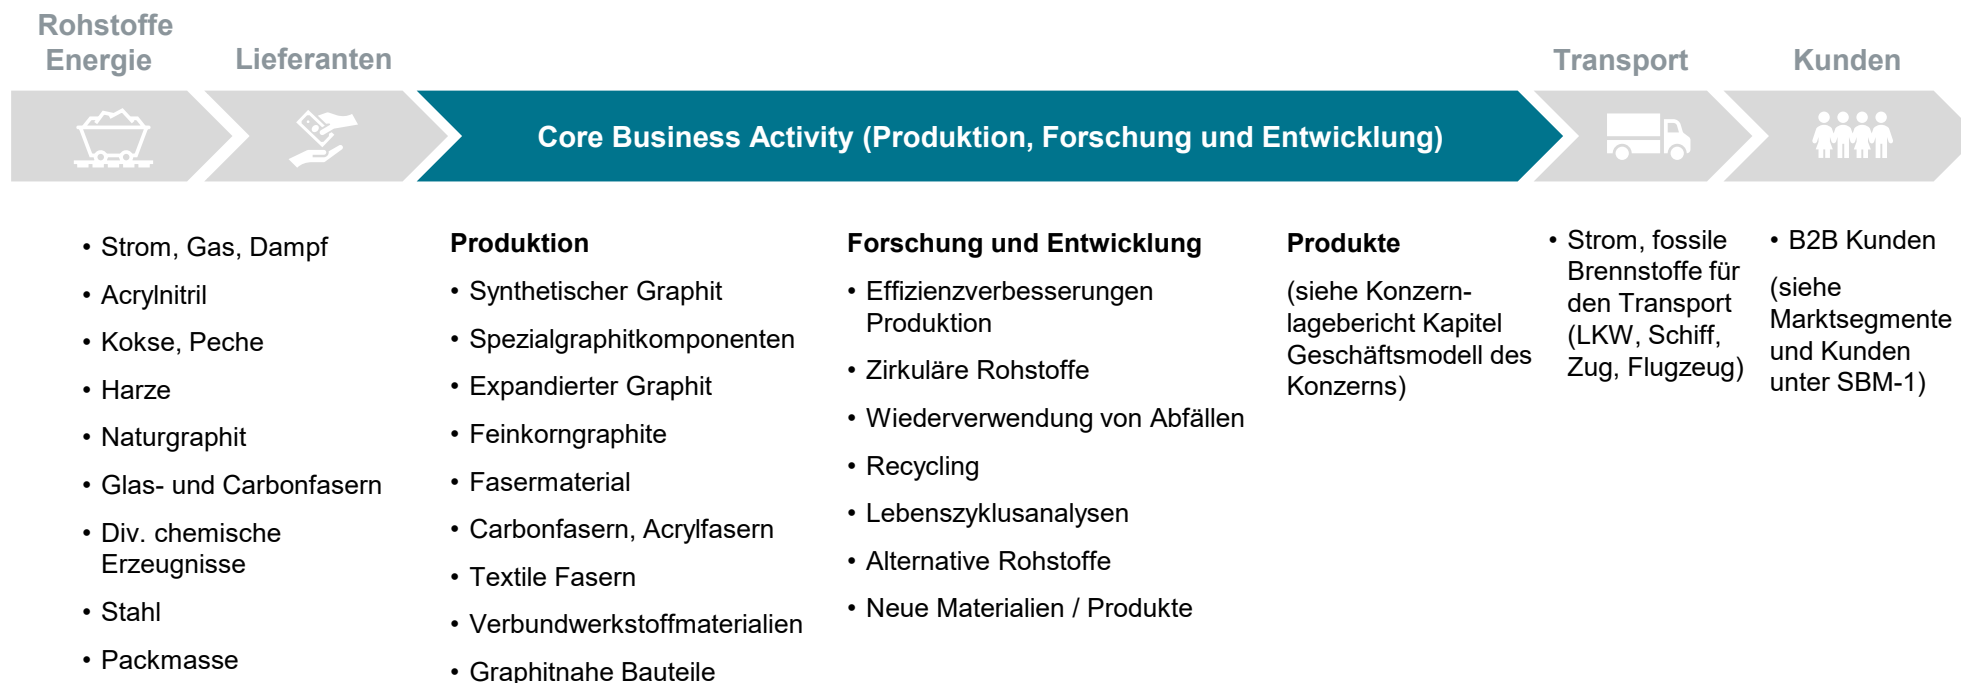 Rohstoffe
Energie
Lieferanten
Transport
Kunden
Core Business Activity (Produktion, Forschung und Entwicklung)
• Strom, Gas, Dampf
• Acrylnitril
• Kokse, Peche
• Harze
• Naturgraphit
• Glas- und Carbonfasern
• Div. chemische
Erzeugnisse
• Stahl
• Packmasse
Produktion
• Synthetischer Graphit
• Spezialgraphitkomponenten
• Expandierter Graphit
• Feinkorngraphite
• Fasermaterial
• Carbonfasern, Acrylfasern
• Textile Fasern
• Verbundwerkstoffmaterialien
• Graphitnahe Bauteile
Forschung und Entwicklung
• Effizienzverbesserungen
Produktion
• Zirkuläre Rohstoffe
• Wiederverwendung von Abfällen
• Recycling
• Lebenszyklusanalysen
• Alternative Rohstoffe
• Neue Materialien / Produkte
Produkte
(siehe Konzern-
lagebericht Kapitel
Geschäftsmodell des
Konzerns)
• Strom, fossile
Brennstoffe für
den Transport
(LKW, Schiff,
Zug, Flugzeug)
• B2B Kunden
(siehe
Marktsegmente
und Kunden
unter SBM-1)